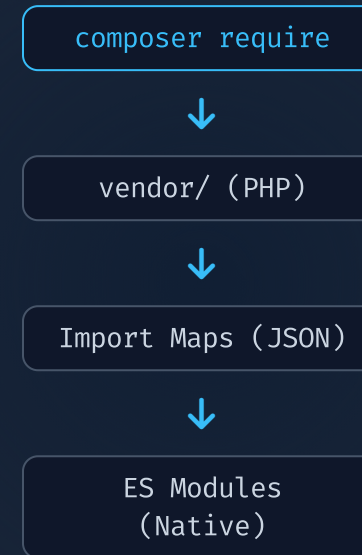 composer require
vendor/ (PHP)
Import Maps (JSON)
ES Modules
(Native)